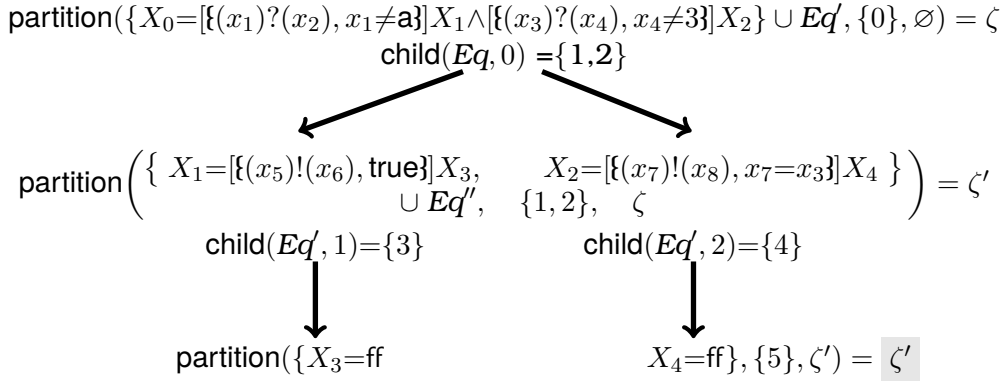 partition({X₀=[{(x₁)?(x₂), x₁≠a}]X₁∧[{(x₃)?(x₄), x₄≠3}]X₂} ∪ Eq′, {0}, ∅) = ζ
child(Eq, 0) ={1,2}
partition({ X₁=[{(x₅)!(x₆), true}]X₃, X₂=[{(x₇)!(x₈), x₇=x₃}]X₄ }
∪ Eq″, {1, 2}, ζ) = ζ′
child(Eq′, 1)={3} child(Eq′, 2)={4}
partition({X₃=ff X₄=ff}, {5}, ζ′) = ζ′